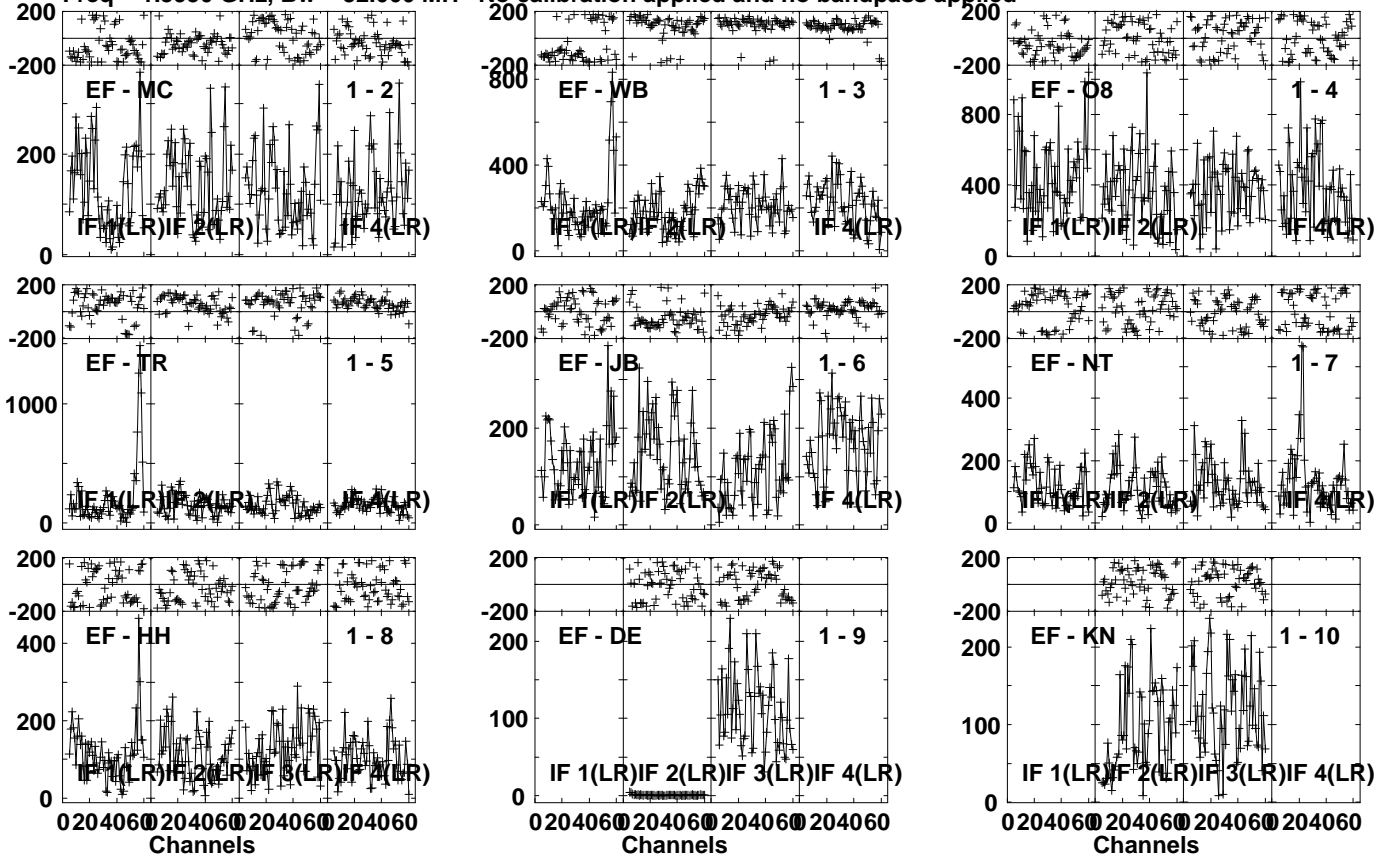 No calibration applied and no bandpass applied
200
-200
EF - MC 1 - 2
200
0
IF 1(LR) IF 2(LR) IF 4(LR)
200
-200
800
EF - WB 1 - 3
400
0
IF 1(LR) IF 2(LR) IF 4(LR)
200
-200
EF - O8 1 - 4
800
400
0
IF 1(LR) IF 2(LR) IF 4(LR)
200
-200
EF - TR 1 - 5
1000
0
IF 1(LR) IF 2(LR) IF 4(LR)
200
-200
EF - JB 1 - 6
200
0
IF 1(LR) IF 2(LR) IF 4(LR)
200
-200
EF - NT 1 - 7
400
200
0
IF 1(LR) IF 2(LR) IF 4(LR)
200
-200
EF - HH 1 - 8
400
200
0
IF 1(LR) IF 2(LR) IF 3(LR) IF 4(LR)
0 20 40 60 0 20 40 60 0 20 40 60 0 20 40 60
Channels
200
-200
EF - DE 1 - 9
200
100
0
IF 1(LR) IF 2(LR) IF 3(LR) IF 4(LR)
0 20 40 60 0 20 40 60 0 20 40 60 0 20 40 60
Channels
200
-200
EF - KN 1 - 10
200
100
0
IF 1(LR) IF 2(LR) IF 3(LR) IF 4(LR)
0 20 40 60 0 20 40 60 0 20 40 60 0 20 40 60
Channels